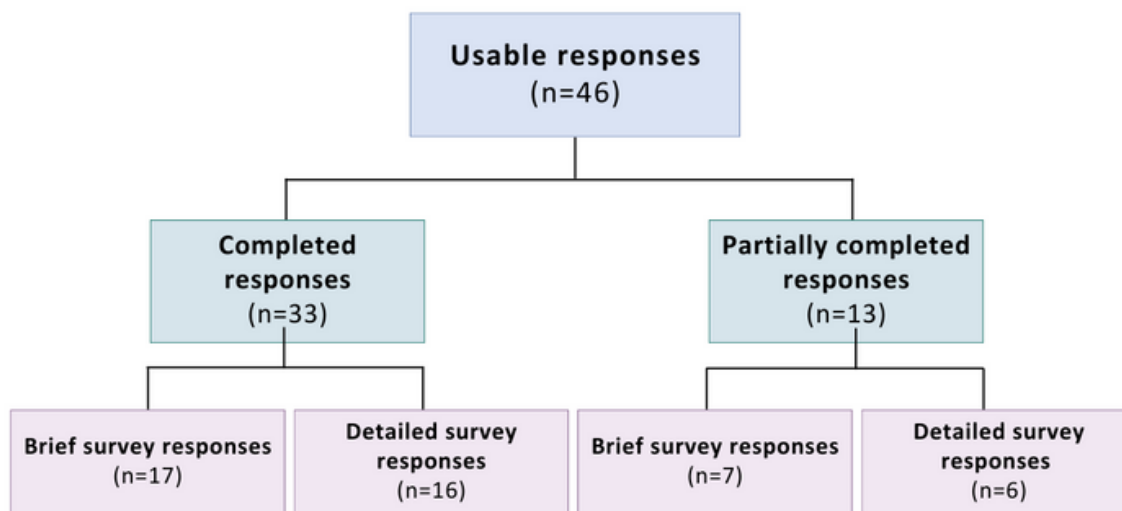 Usable responses
(n=46)
Completed
responses
(n=33)
Partially completed
responses
(n=13)
Brief survey responses
(n=17)
Detailed survey
responses
(n=16)
Brief survey responses
(n=7)
Detailed survey
responses
(n=6)